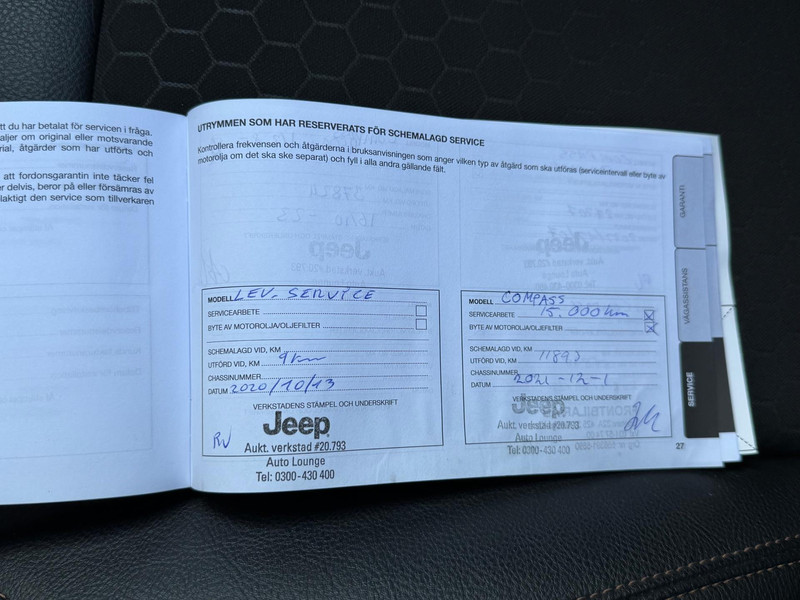 tt du har betalat för servicen i fråga.
aljer om original eller motsvarande
rial, åtgärder som har utförts och
att fordonsgarantin inte täcker fel
r delvis, beror på eller försämras av
laktigt den service som tillverkaren
UTRYMMEN SOM HAR RESERVERATS FÖR SCHEMALAGD SERVICE
Kontrollera frekvensen och åtgärderna i bruksanvisningen som anger vilken typ av åtgärd som ska utföras (serviceintervall eller byte av
motorolja om det ska ske separat) och fyll i alla andra gällande fält.
MODELL LEV. SERVICE
SERVICEARBETE
BYTE AV MOTOROLJA/OLJEFILTER
SCHEMALAGD VID, KM
UTFÖRD VID, KM 9 km
CHASSINUMMER
DATUM 2020/10/13
VERKSTADENS STÄMPEL OCH UNDERSKRIFT
Jeep
Aukt. verkstad #20.793
Auto Lounge
Tel: 0300-430 400
MODELL COMPASS
SERVICEARBETE 15.000 km
BYTE AV MOTOROLJA/OLJEFILTER
SCHEMALAGD VID, KM
UTFÖRD VID, KM
CHASSINUMMER
DATUM 2021-12-1
VERKSTADENS STÄMPEL OCH UNDERSKRIFT
Jeep
Aukt. verkstad #20.793
Auto Lounge
Tel: 0300-430 400
27
GARANTI
VÄGASSISTANS
SERVICE